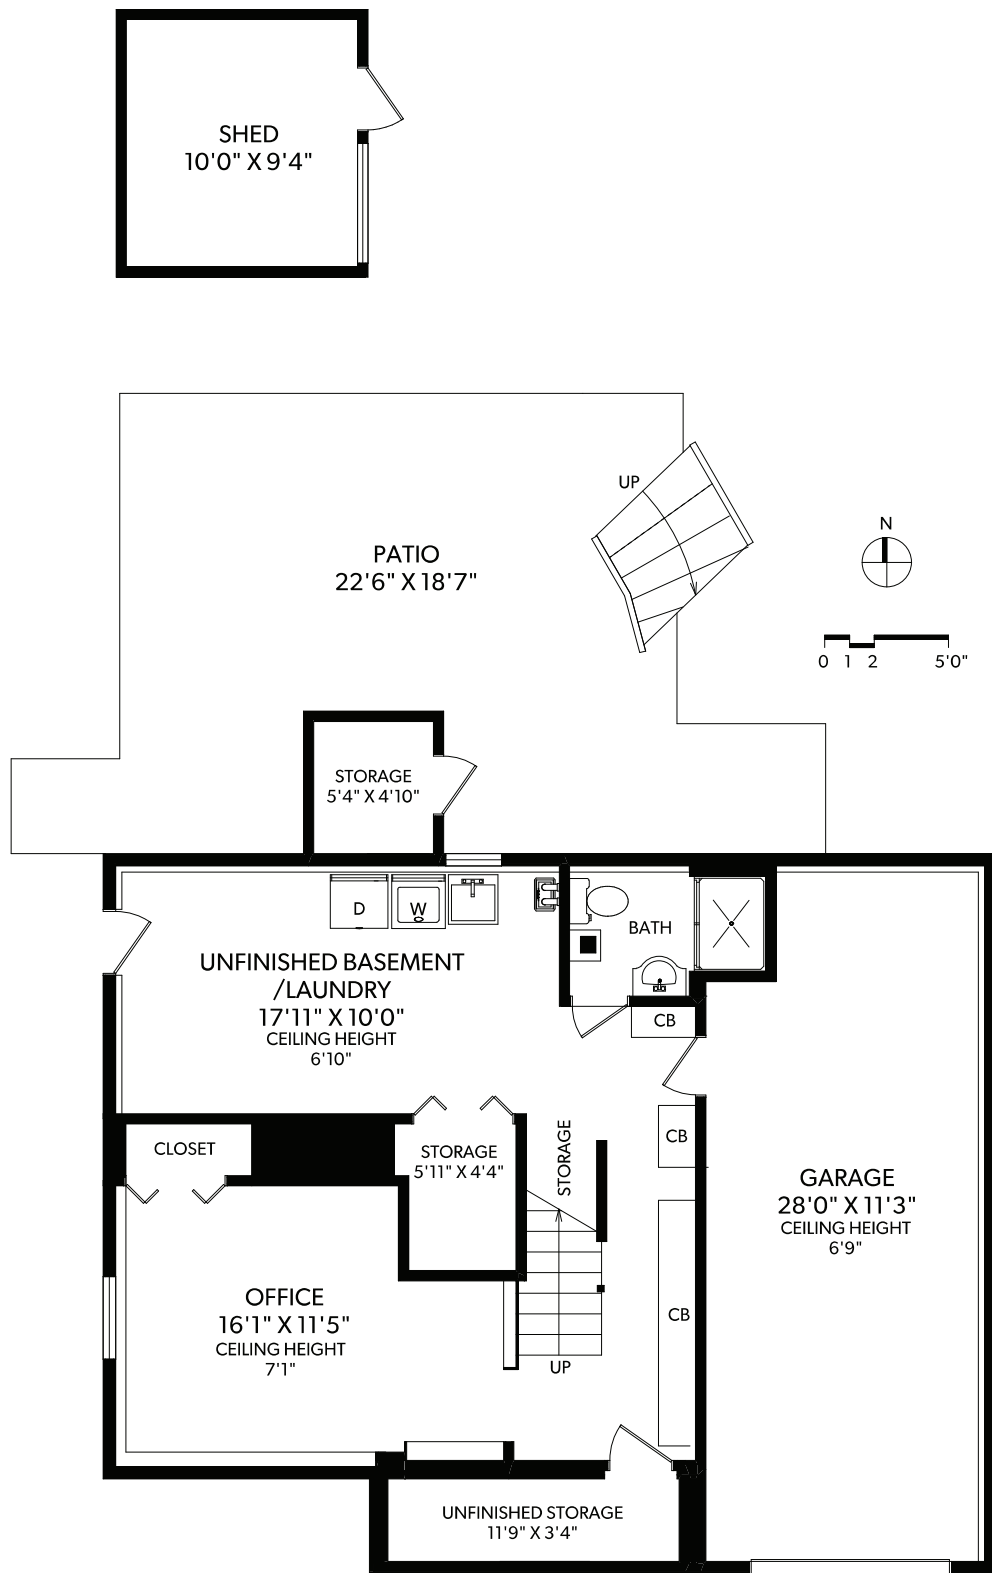 SHED
10'0" X 9'4"
UP
N
PATIO
22'6" X 18'7"
0 1 2 5'0"
STORAGE
5'4" X 4'10"
D
W
BATH
UNFINISHED BASEMENT
/LAUNDRY
17'11" X 10'0"
CEILING HEIGHT
6'10"
CB
CB
CLOSET
STORAGE
5'11" X 4'4"
STORAGE
GARAGE
28'0" X 11'3"
CEILING HEIGHT
6'9"
OFFICE
16'1" X 11'5"
CEILING HEIGHT
7'1"
CB
UP
UNFINISHED STORAGE
11'9" X 3'4"